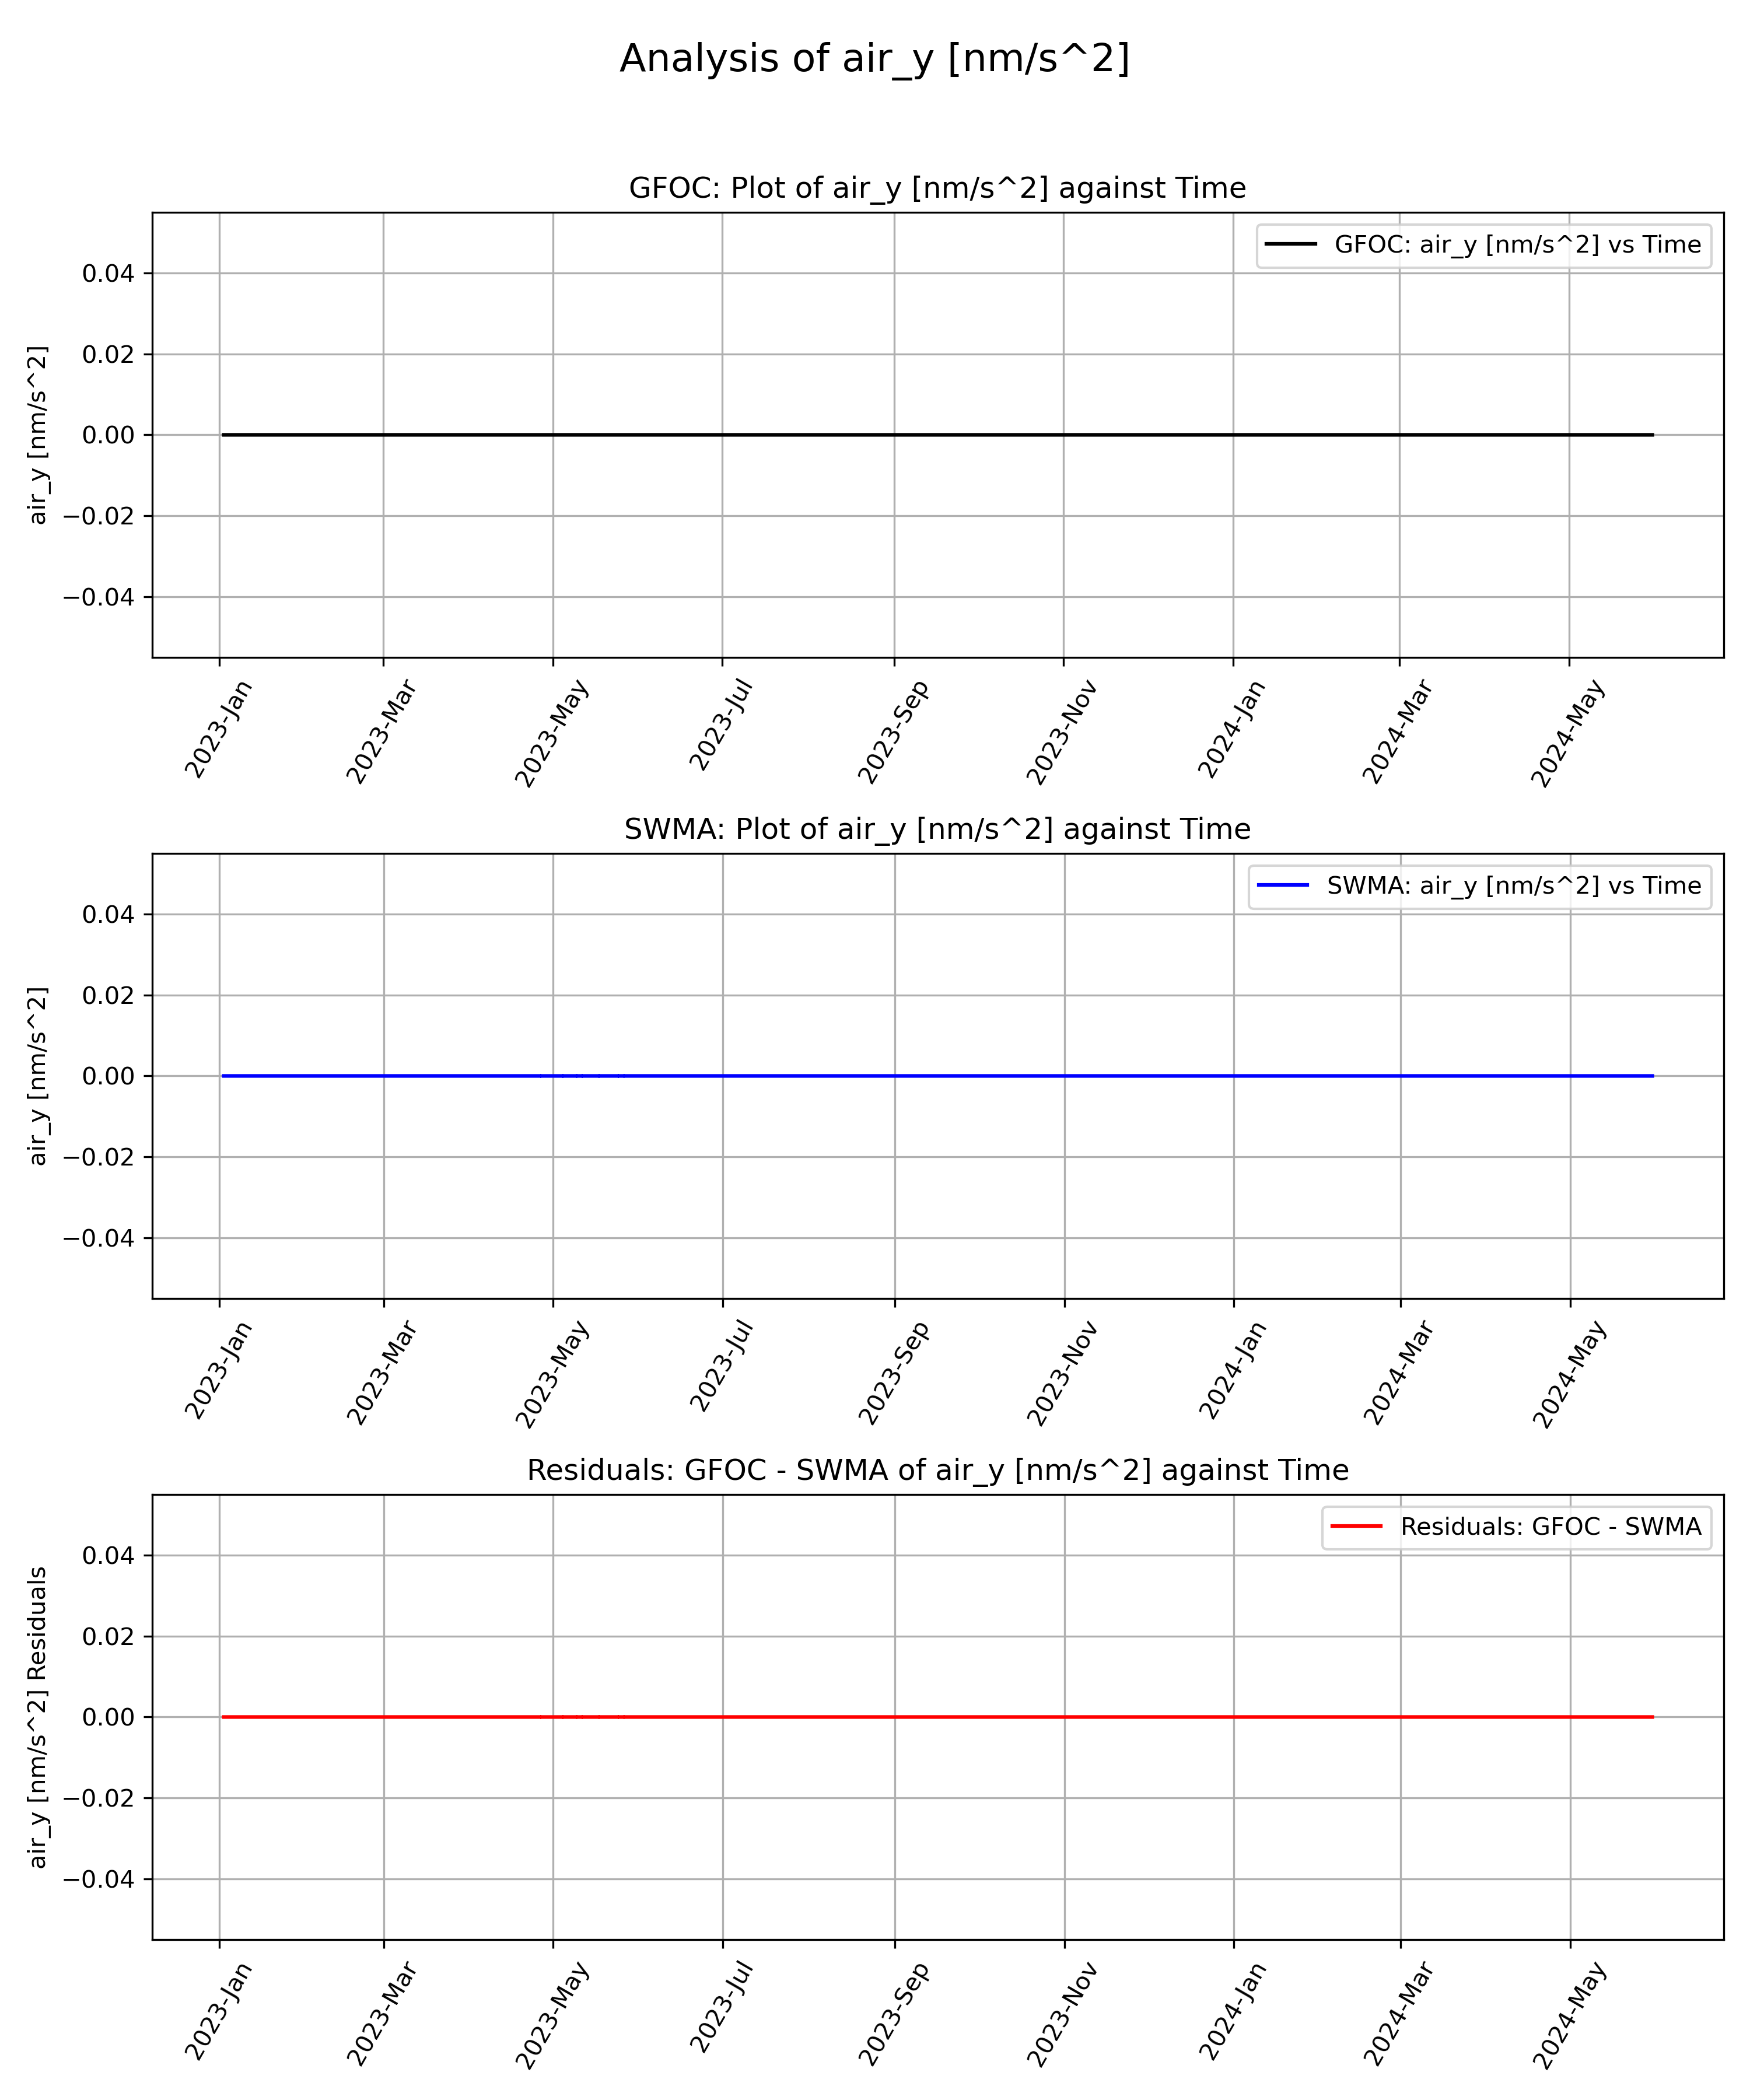 Analysis of air_y [nm/s^2]
GFOC: Plot of air_y [nm/s^2] against Time
GFOC: air_y [nm/s^2] vs Time
air_y [nm/s^2]
0.04
0.02
0.00
−0.02
−0.04
2023-Jan
2023-Mar
2023-May
2023-Jul
2023-Sep
2023-Nov
2024-Jan
2024-Mar
2024-May
SWMA: Plot of air_y [nm/s^2] against Time
SWMA: air_y [nm/s^2] vs Time
air_y [nm/s^2]
0.04
0.02
0.00
−0.02
−0.04
2023-Jan
2023-Mar
2023-May
2023-Jul
2023-Sep
2023-Nov
2024-Jan
2024-Mar
2024-May
Residuals: GFOC - SWMA of air_y [nm/s^2] against Time
Residuals: GFOC - SWMA
air_y [nm/s^2] Residuals
0.04
0.02
0.00
−0.02
−0.04
2023-Jan
2023-Mar
2023-May
2023-Jul
2023-Sep
2023-Nov
2024-Jan
2024-Mar
2024-May